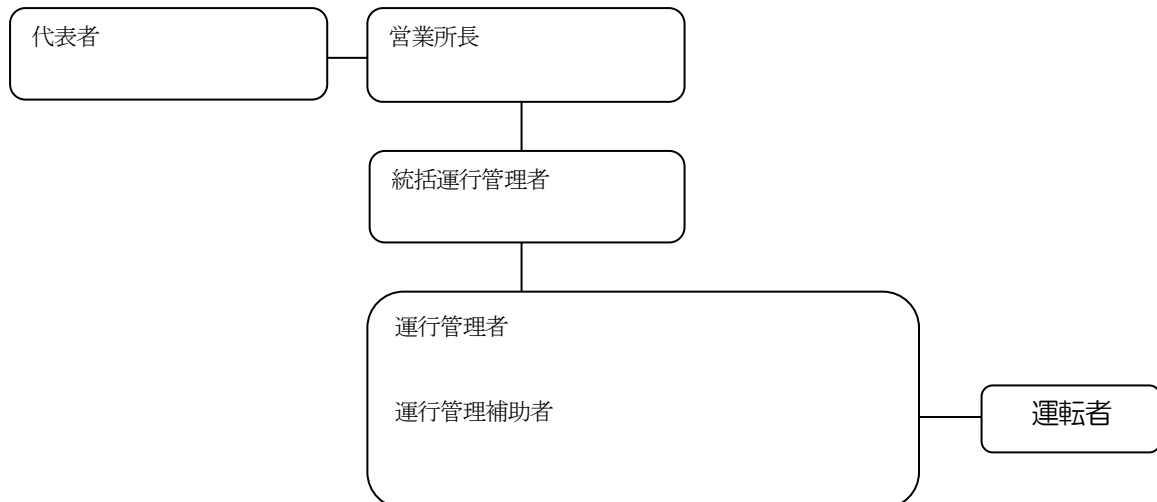 代表者
営業所長
統括運行管理者
運行管理者
運行管理補助者
運転者